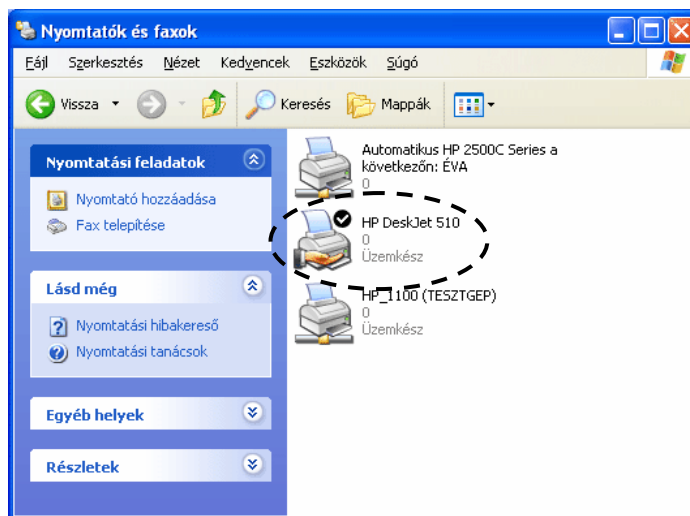 Nyomtatók és faxok
Fájl Szerkesztés Nézet Kedvencek Eszközök Súgó
Vissza Keresés Mappák
Nyomtatási feladatok
Nyomtató hozzáadása
Fax telepítése
Lásd még
Nyomtatási hibakereső
Nyomtatási tanácsok
Egyéb helyek
Részletek
Automatikus HP 2500C Series a
következőn: ÉVA
0
HP DeskJet 510
0
Üzemkész
HP_1100 (TESZTGEP)
0
Üzemkész